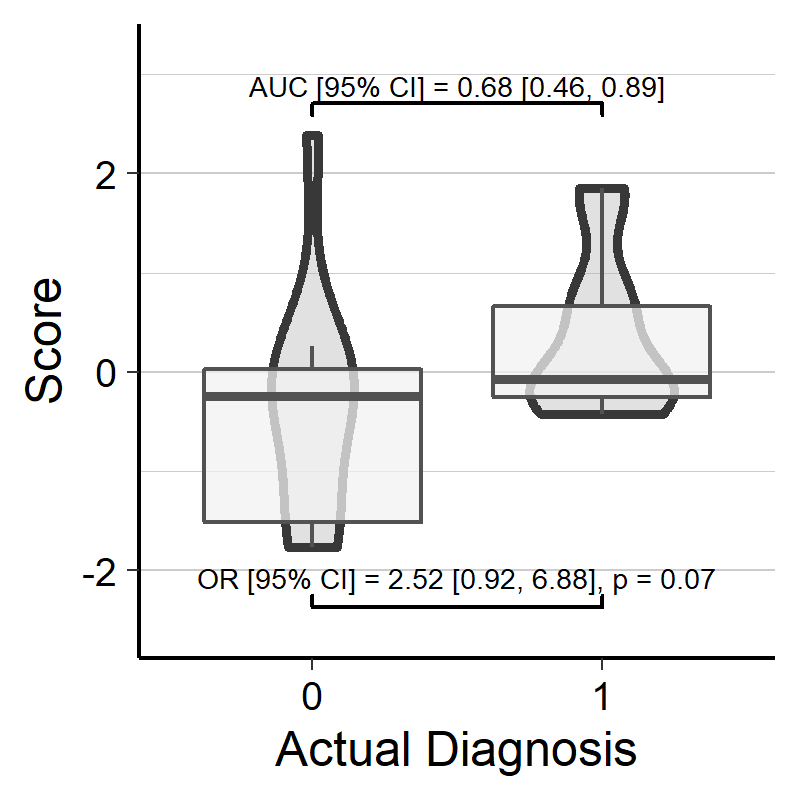 AUC [95% CI] = 0.68 [0.46, 0.89]
2
0
-2
Score
OR [95% CI] = 2.52 [0.92, 6.88], p = 0.07
0 1
Actual Diagnosis